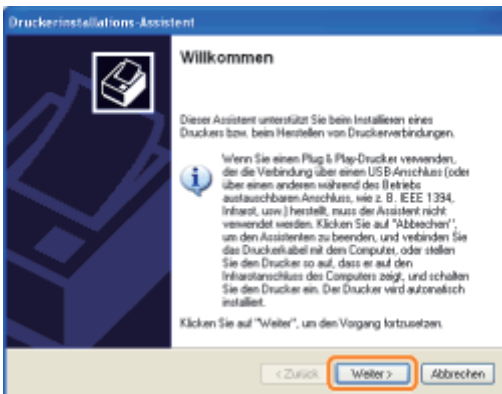 Druckerinstallations-Assistent
Willkommen
Dieser Assistent unterstützt Sie beim Installieren eines
Druckers bzw. beim Herstellen von Druckerverbindungen.
Wenn Sie einen Plug & Play-Drucker verwenden,
der die Verbindung über einen USB-Anschluss (oder
über einen anderen während des Betriebs
austauschbaren Anschluss, wie z. B. IEEE 1394,
Infrarot, usw.) herstellt, muss der Assistent nicht
verwendet werden. Klicken Sie auf "Abbrechen",
um den Assistenten zu beenden, und verbinden Sie
das Druckerkabel mit dem Computer, oder stellen
Sie den Drucker so auf, dass er auf den
Infrarotanschluss des Computers zeigt, und schalten
Sie den Drucker ein. Der Drucker wird automatisch
installiert.
Klicken Sie auf "Weiter", um den Vorgang fortzusetzen.
< Zurück Weiter > Abbrechen